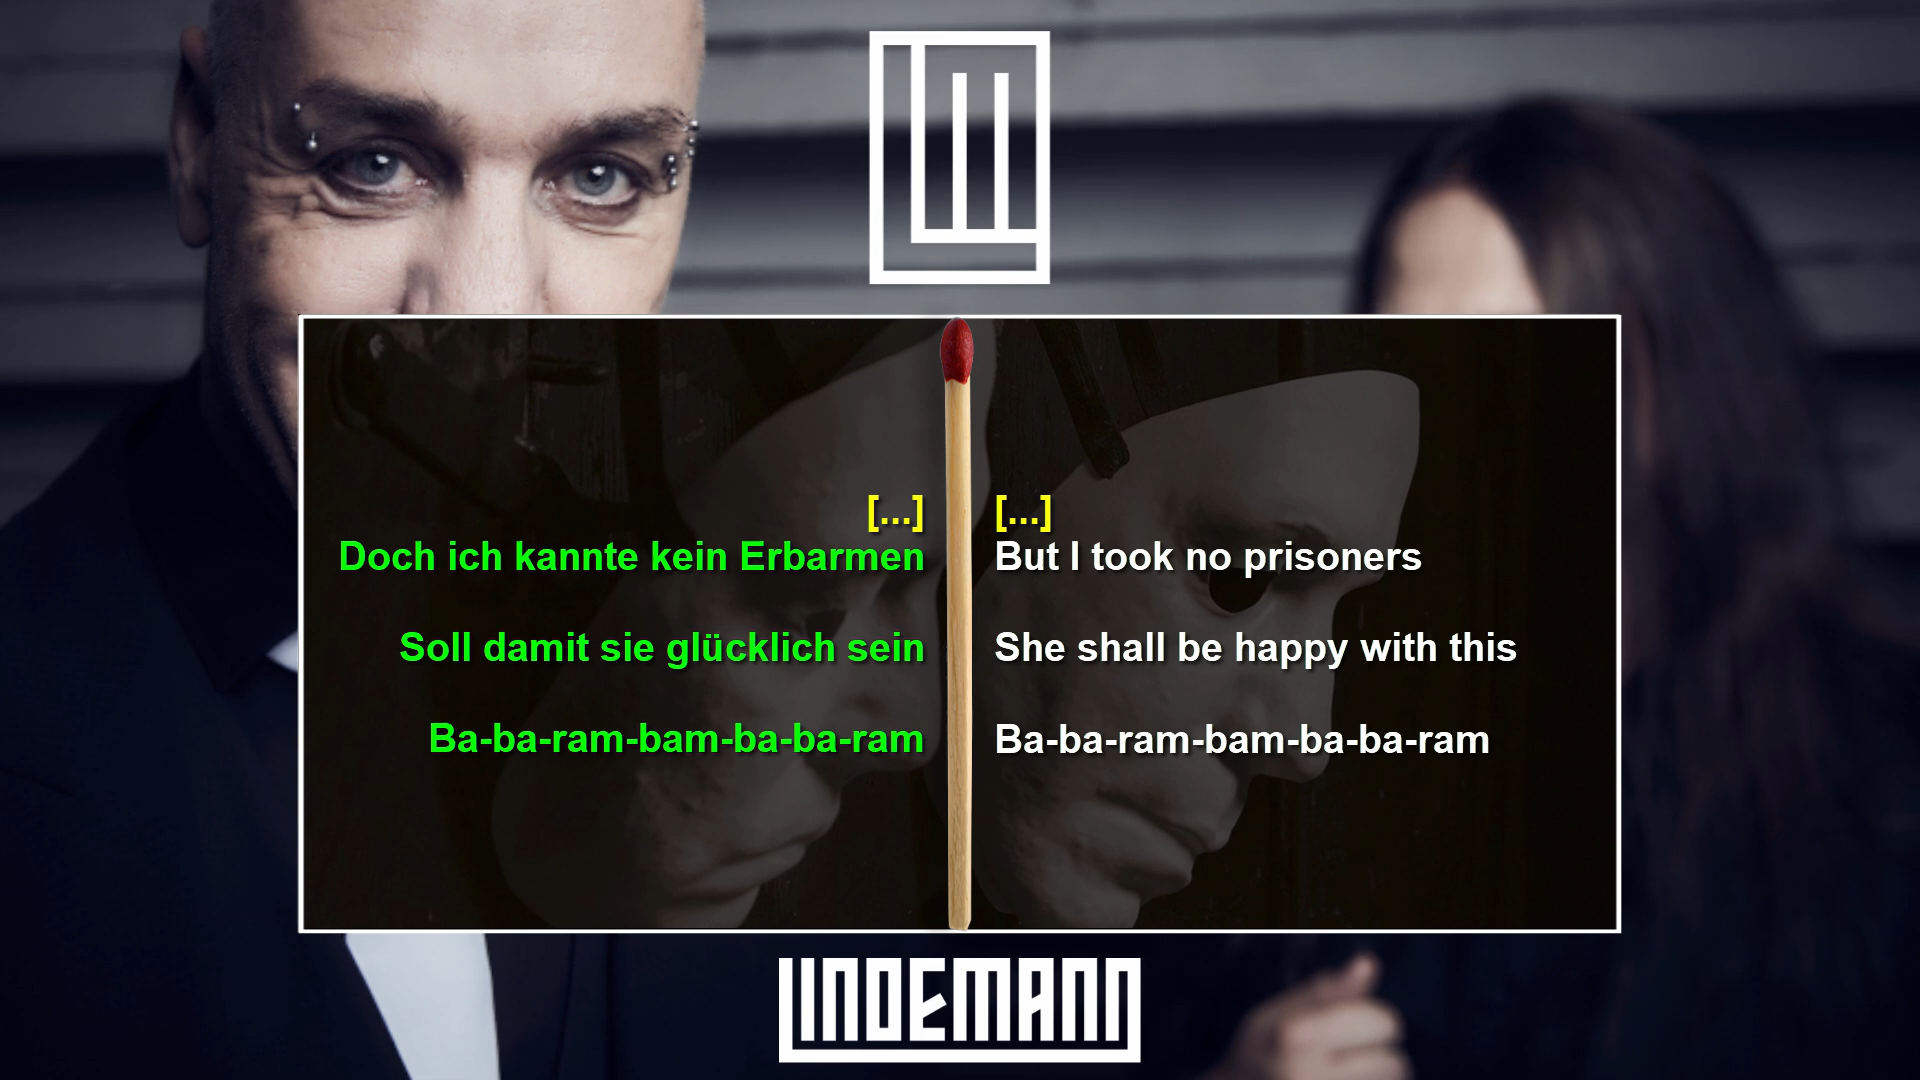 [...]
Doch ich kannte kein Erbarmen
Soll damit sie glücklich sein
Ba-ba-ram-bam-ba-ba-ram
[...]
But I took no prisoners
She shall be happy with this
Ba-ba-ram-bam-ba-ba-ram
LINDEMANN